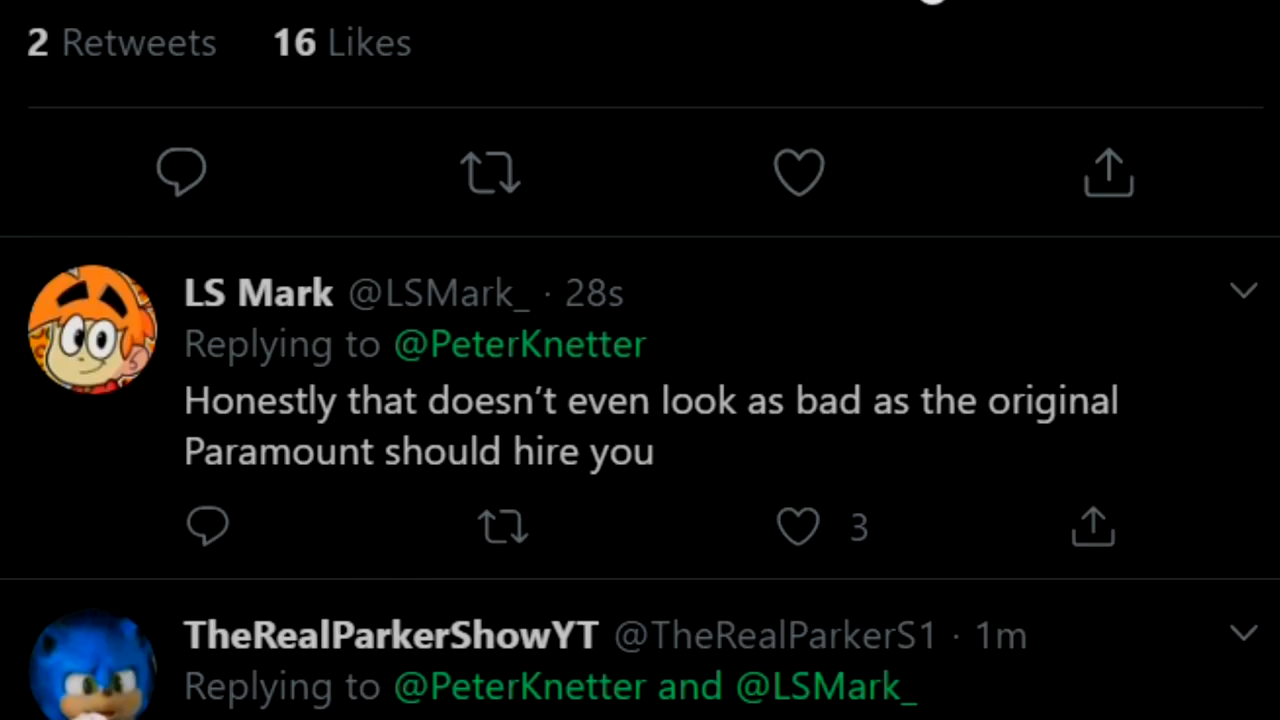 2 Retweets 16 Likes
LS Mark @LSMark_ · 28s
Replying to @PeterKnetter
Honestly that doesn’t even look as bad as the original
Paramount should hire you
3
TheRealParkerShowYT @TheRealParkerS1 · 1m
Replying to @PeterKnetter and @LSMark_